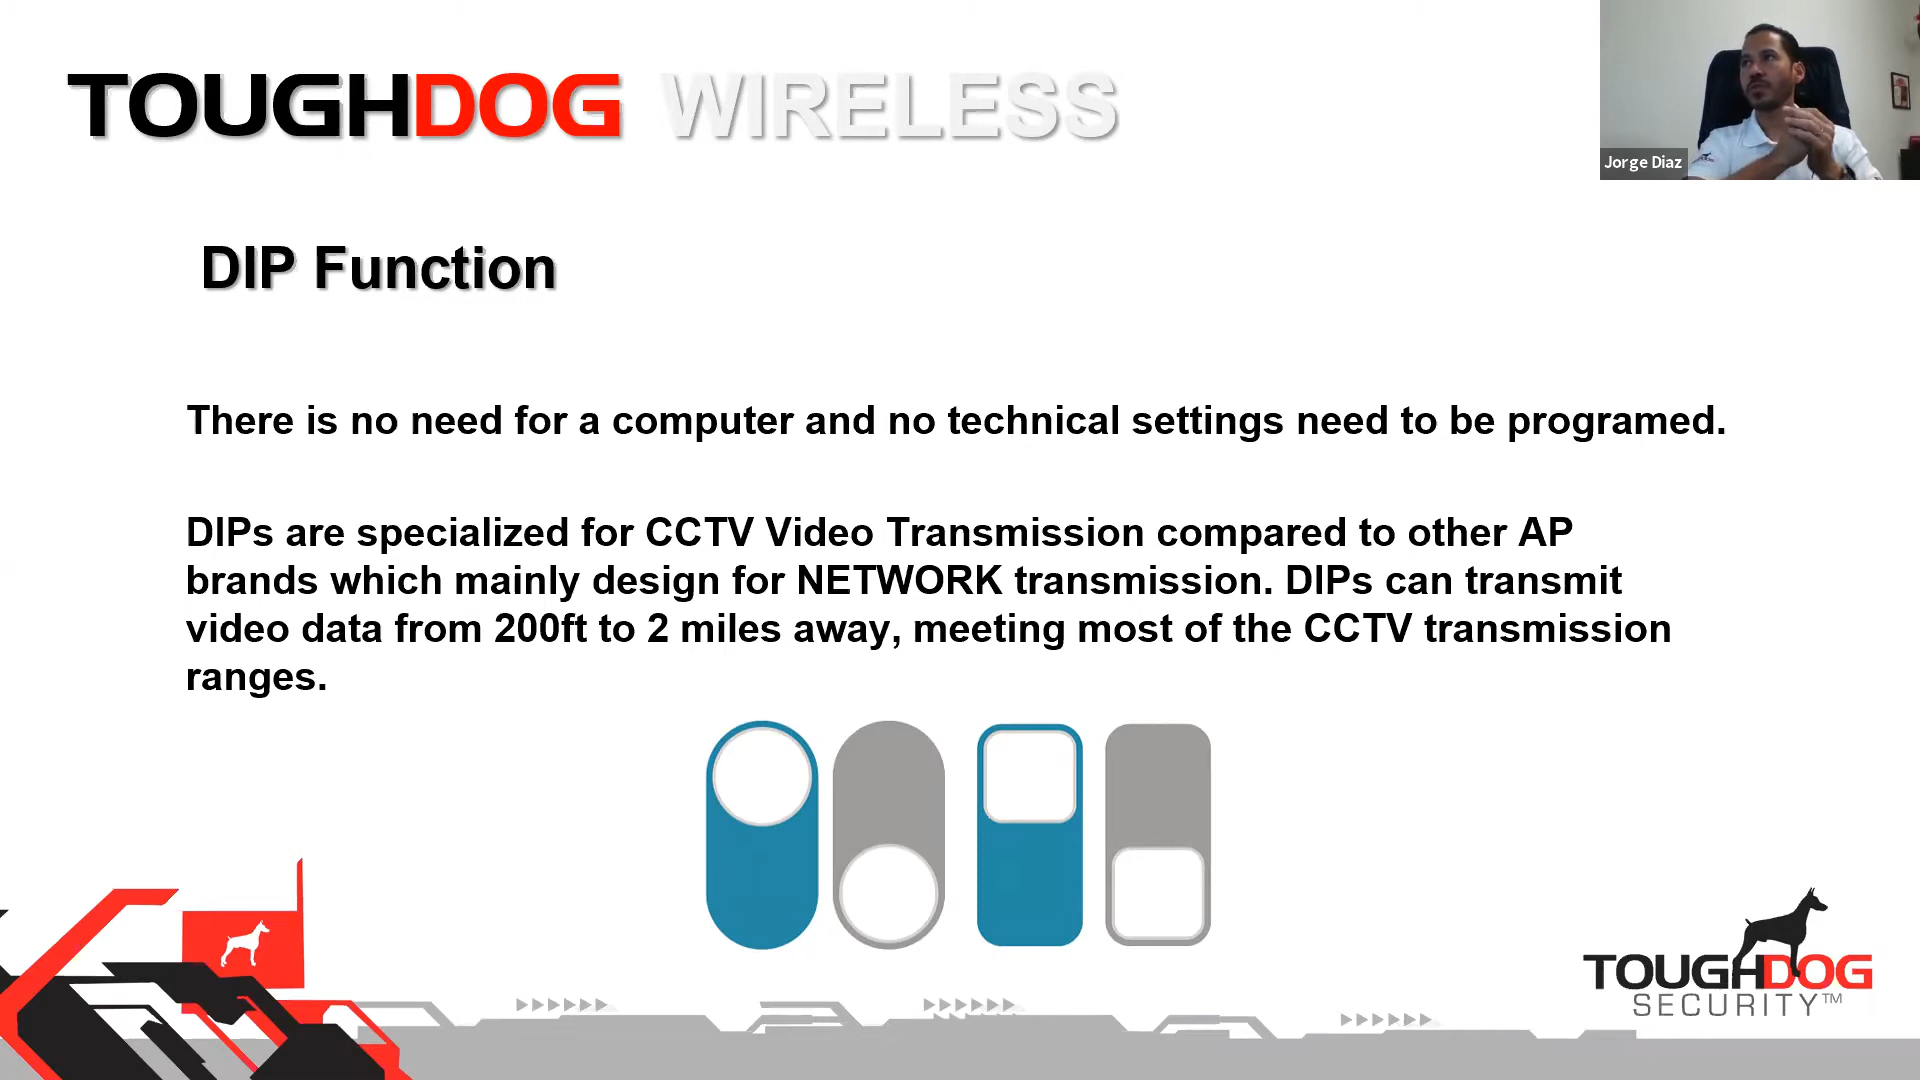 TOUGHDOG WIRELESS
Jorge Diaz
DIP Function
There is no need for a computer and no technical settings need to be programed.
DIPs are specialized for CCTV Video Transmission compared to other AP
brands which mainly design for NETWORK transmission. DIPs can transmit
video data from 200ft to 2 miles away, meeting most of the CCTV transmission
ranges.
TOUGHDOG
SECURITY™